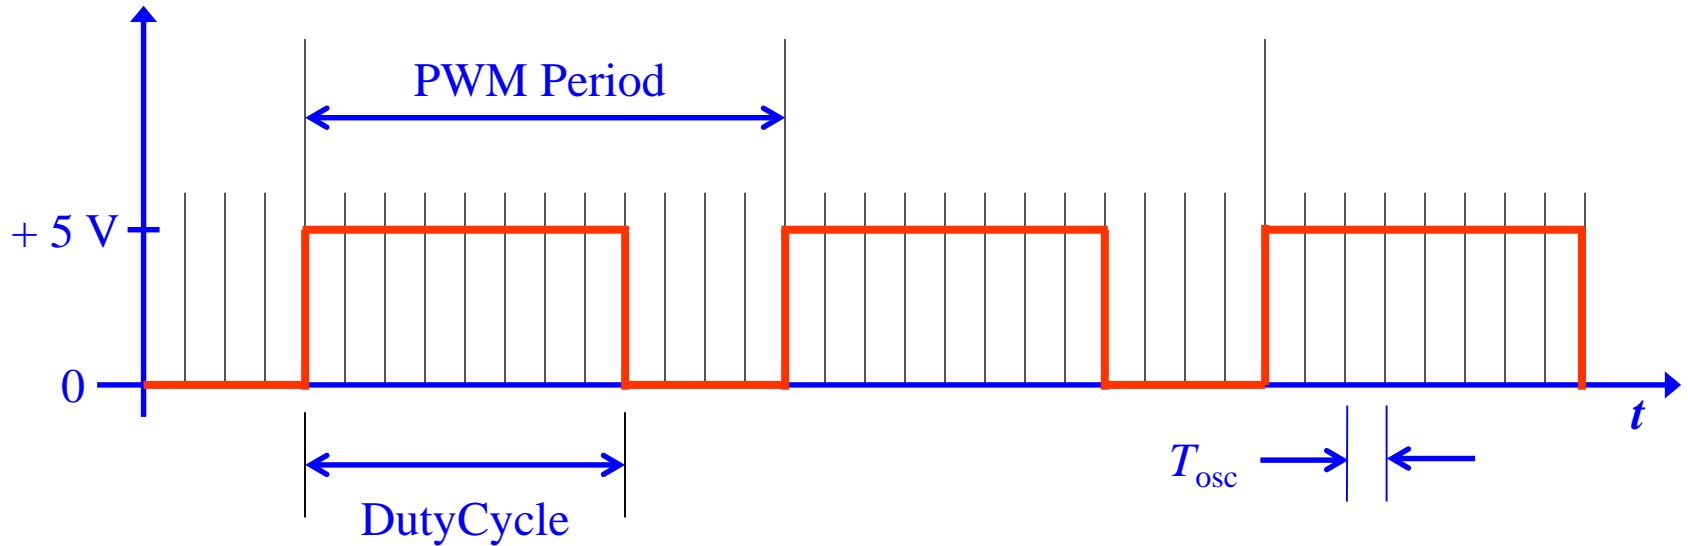 PWM Period
+ 5 V
0
t
Tosc
DutyCycle